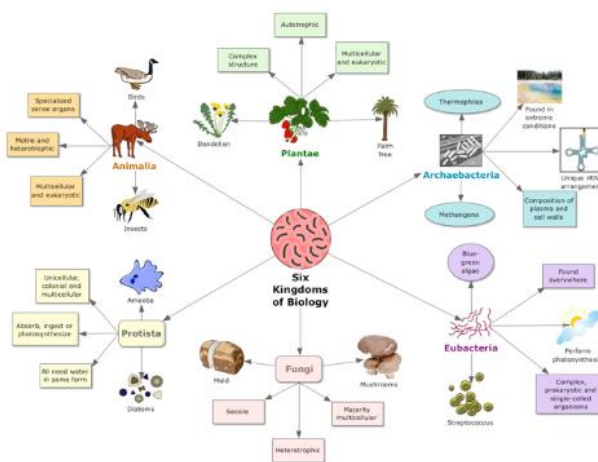 Autotrophic
Complex
structure
Multicellular
and eukaryotic
Dandelion
Palm
Tree
Plantae
Birds
Specialized
sense organs
Motile and
heterotrophic
Multicellular
and eukaryotic
Animalia
Insects
Thermophiles
Found in
extreme
conditions
Archaebacteria
Unique
arrangement
Methanogens
Composition of
plasma and
cell walls
Six
Kingdoms
of Biology
Unicellular,
colonial and
multicellular
Amoeba
Absorb, ingest or
photosynthesize
Protista
All need water
in same form
Diatoms
Mold
Fungi
Mushrooms
Sessile
Majority
multicellular
Heterotrophic
Blue-
green
algae
Found
everywhere
Eubacteria
Perform
photosynthesis
Streptococcus
Complex,
prokaryotic and
single-celled
organisms